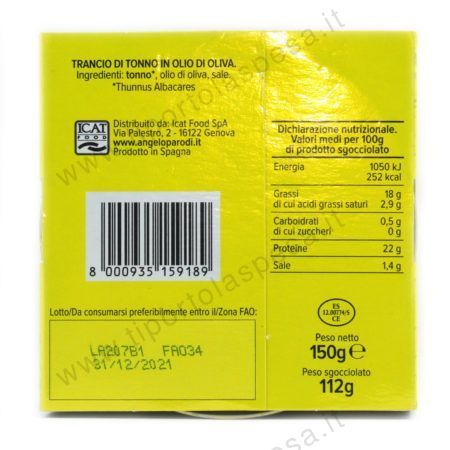 TRANCIO DI TONNO IN OLIO DI OLIVA.
Ingredienti: tonno*, olio di oliva, sale.
*Thunnus Albacares
ICAT
FOOD
Distribuito da: Icat Food SpA
Via Palestro, 2 - 16122 Genova
www.angeloparodi.it
Prodotto in Spagna
8 000935 159189
Lotto/Da consumarsi preferibilmente entro il/Zona FAO:
LA207B1 FAO34
31/12/2021
Dichiarazione nutrizionale.
Valori medi per 100g
di prodotto sgocciolato
Energia 1050 kJ
252 kcal
Grassi 18 g
di cui acidi grassi saturi 2,9 g
Carboidrati 0,5 g
di cui zuccheri 0 g
Proteine 22 g
Sale 1,4 g
ES
12.00774/S
CE
Peso netto
150g e
Peso sgocciolato
112g
www.tiportolaspesa.it